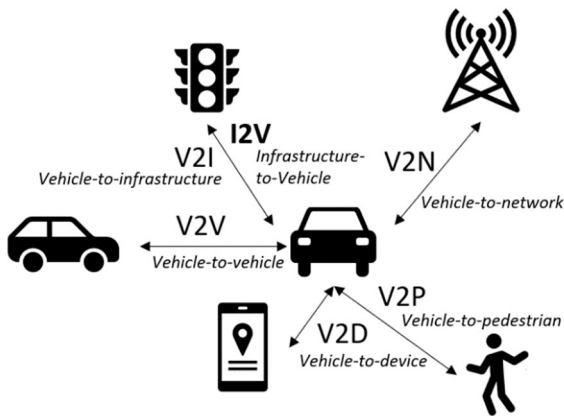 I2V
V2I
Infrastructure-
to-Vehicle
Vehicle-to-infrastructure
V2N
Vehicle-to-network
V2V
Vehicle-to-vehicle
V2P
Vehicle-to-pedestrian
V2D
Vehicle-to-device